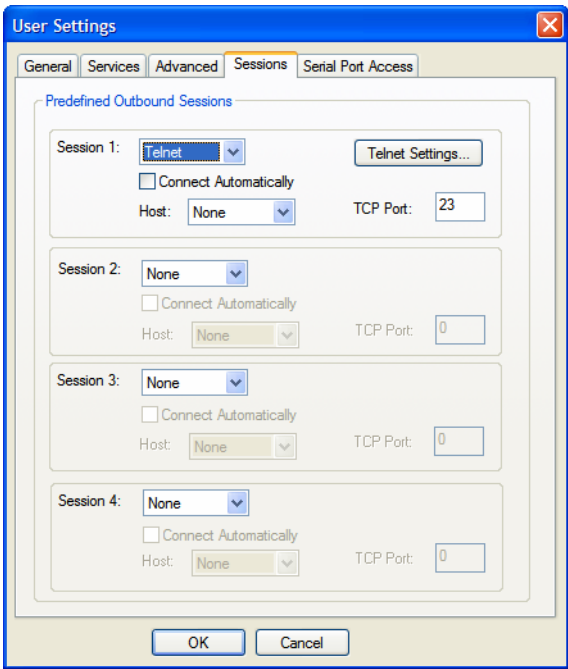 User Settings
General Services Advanced Sessions Serial Port Access
Predefined Outbound Sessions
Session 1: Telnet Telnet Settings...
Connect Automatically
Host: None TCP Port: 23
Session 2: None
Connect Automatically
Host: None TCP Port: 0
Session 3: None
Connect Automatically
Host: None TCP Port: 0
Session 4: None
Connect Automatically
Host: None TCP Port: 0
OK Cancel